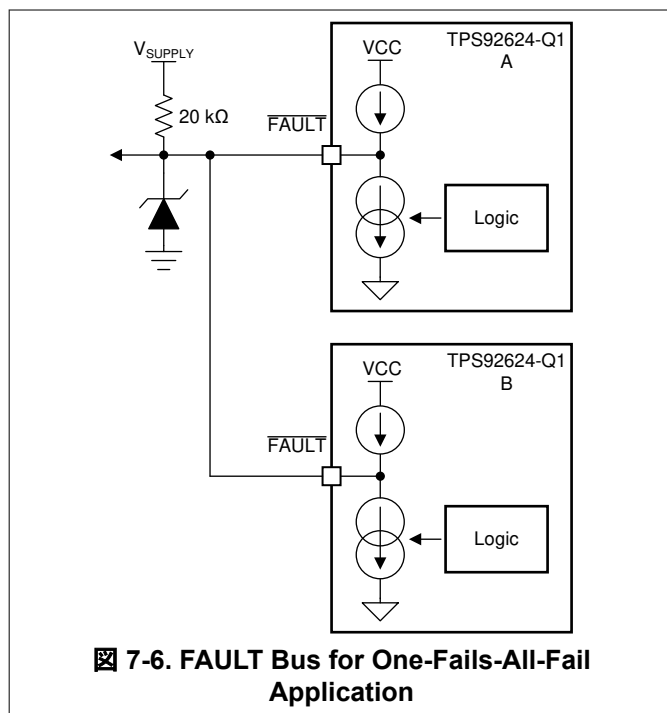 V_SUPPLY
20 kΩ
FAULT
VCC
TPS92624-Q1
A
Logic
FAULT
VCC
TPS92624-Q1
B
Logic
図 7-6. FAULT Bus for One-Fails-All-Fail
Application